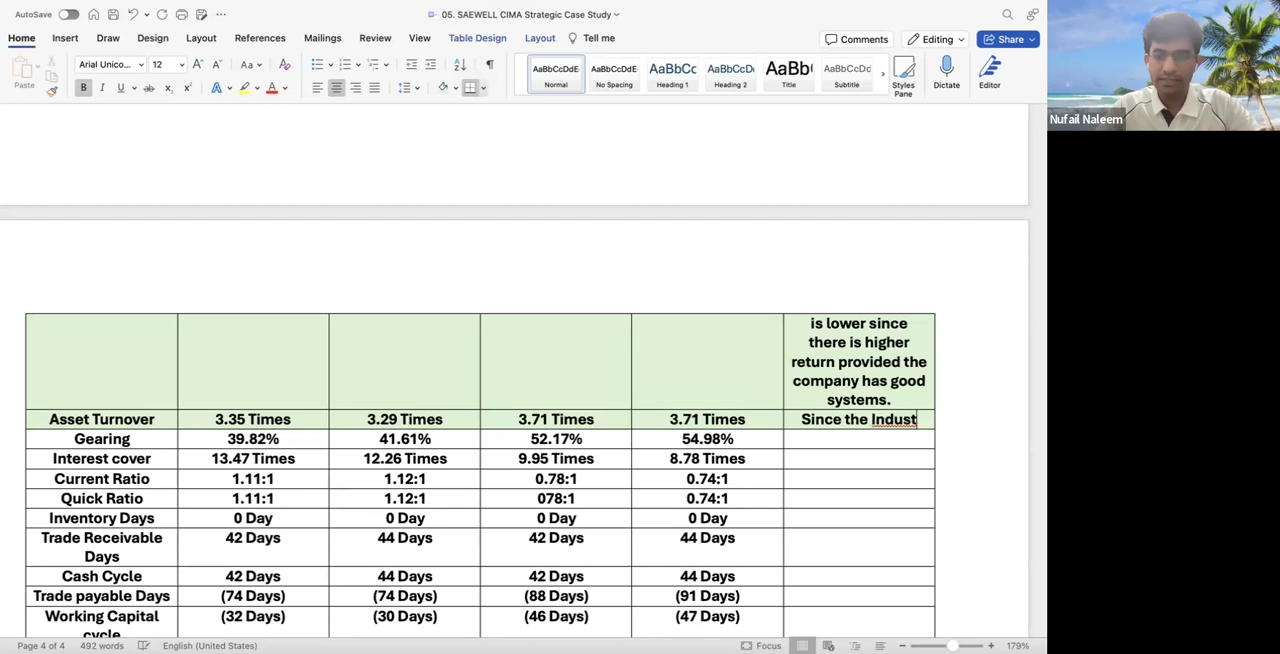 AutoSave
05. SAEWELL CIMA Strategic Case Study
Home Insert Draw Design Layout References Mailings Review View Table Design Layout Tell me
Comments Editing Share
Paste
Arial Unico... 12
AaBbCcDdE
Normal
AaBbCcDdE
No Spacing
AaBbCc
Heading 1
AaBbCcD
Heading 2
AaBb
Title
AaBbCcDd
Subtitle
Styles
Pane
Dictate
Editor
Nufail Naleem
is lower since
there is higher
return provided the
company has good
systems.
Asset Turnover 3.35 Times 3.29 Times 3.71 Times 3.71 Times Since the Indust
Gearing 39.82% 41.61% 52.17% 54.98%
Interest cover 13.47 Times 12.26 Times 9.95 Times 8.78 Times
Current Ratio 1.11:1 1.12:1 0.78:1 0.74:1
Quick Ratio 1.11:1 1.12:1 078:1 0.74:1
Inventory Days 0 Day 0 Day 0 Day 0 Day
Trade Receivable 42 Days 44 Days 42 Days 44 Days
Days
Cash Cycle 42 Days 44 Days 42 Days 44 Days
Trade payable Days (74 Days) (74 Days) (88 Days) (91 Days)
Working Capital (32 Days) (30 Days) (46 Days) (47 Days)
cycle
Page 4 of 4 492 words English (United States) Focus 179%